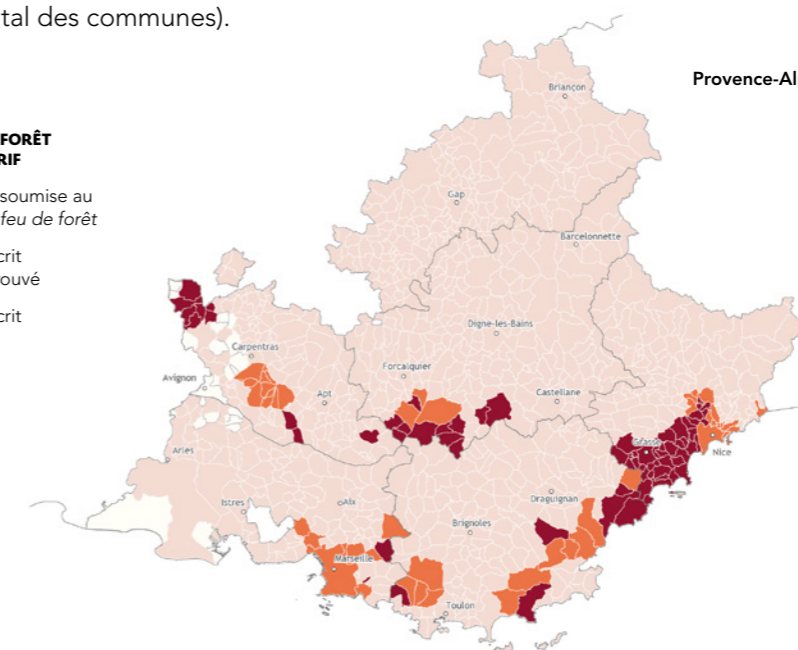 tal des communes).
Provence-Al
FORÊT
RIF
soumise au
feu de forêt
crit
rouvé
crit
Briançon
Gap
Barcelonnette
Digne-les-Bains
Carpentras
Forcalquier
Avignon
Apt
Castellane
Arles
Grasse
Nice
Istres
Aix
Draguignan
Brignoles
Marseille
Toulon